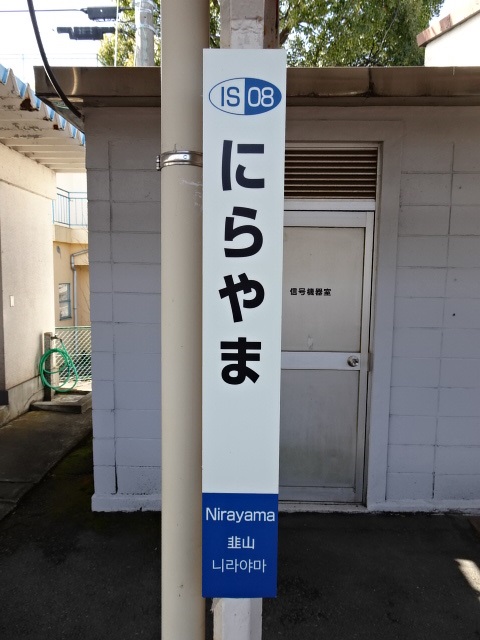 IS 08
にらやま
Nirayama
韮山
니라야마
信号機器室